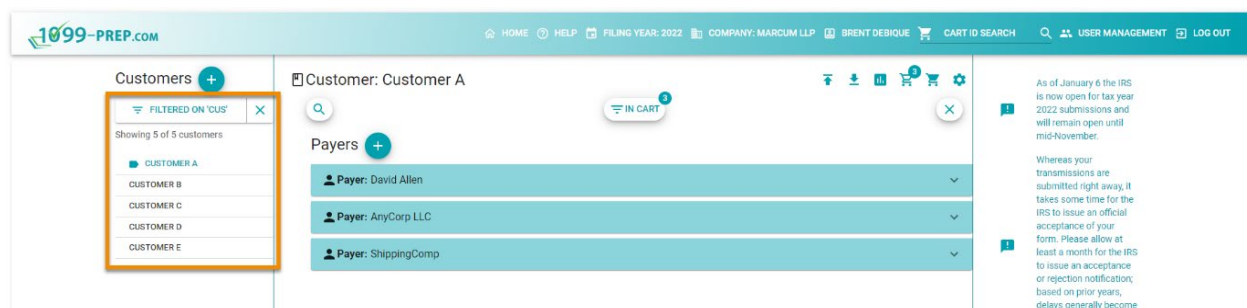 1099-PREP.COM
HOME HELP FILING YEAR: 2022 COMPANY: MARCUM LLP BRENT DEBIQUE CART ID SEARCH USER MANAGEMENT LOG OUT
Customers +
FILTERED ON 'CUS' X
Showing 5 of 5 customers
CUSTOMER A
CUSTOMER B
CUSTOMER C
CUSTOMER D
CUSTOMER E
Customer: Customer A
3
IN CART 3
Payers +
Payer: David Allen
Payer: AnyCorp LLC
Payer: ShippingComp
As of January 6 the IRS
is now open for tax year
2022 submissions and
will remain open until
mid-November.
Whereas your
transmissions are
submitted right away, it
takes some time for the
IRS to issue an official
acceptance of your
form. Please allow at
least a month for the IRS
to issue an acceptance
or rejection notification;
based on prior years,
delays generally become